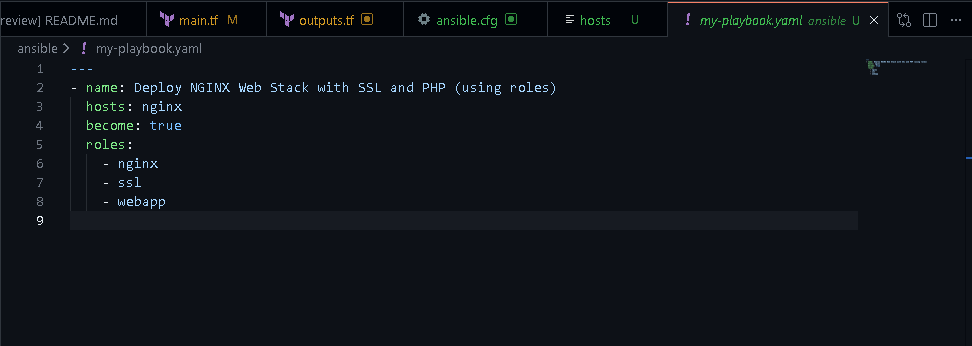 review] README.md
main.tf M
outputs.tf
ansible.cfg
hosts U
! my-playbook.yaml ansible U
ansible > ! my-playbook.yaml
1 ---
2 - name: Deploy NGINX Web Stack with SSL and PHP (using roles)
3 hosts: nginx
4 become: true
5 roles:
6 - nginx
7 - ssl
8 - webapp
9